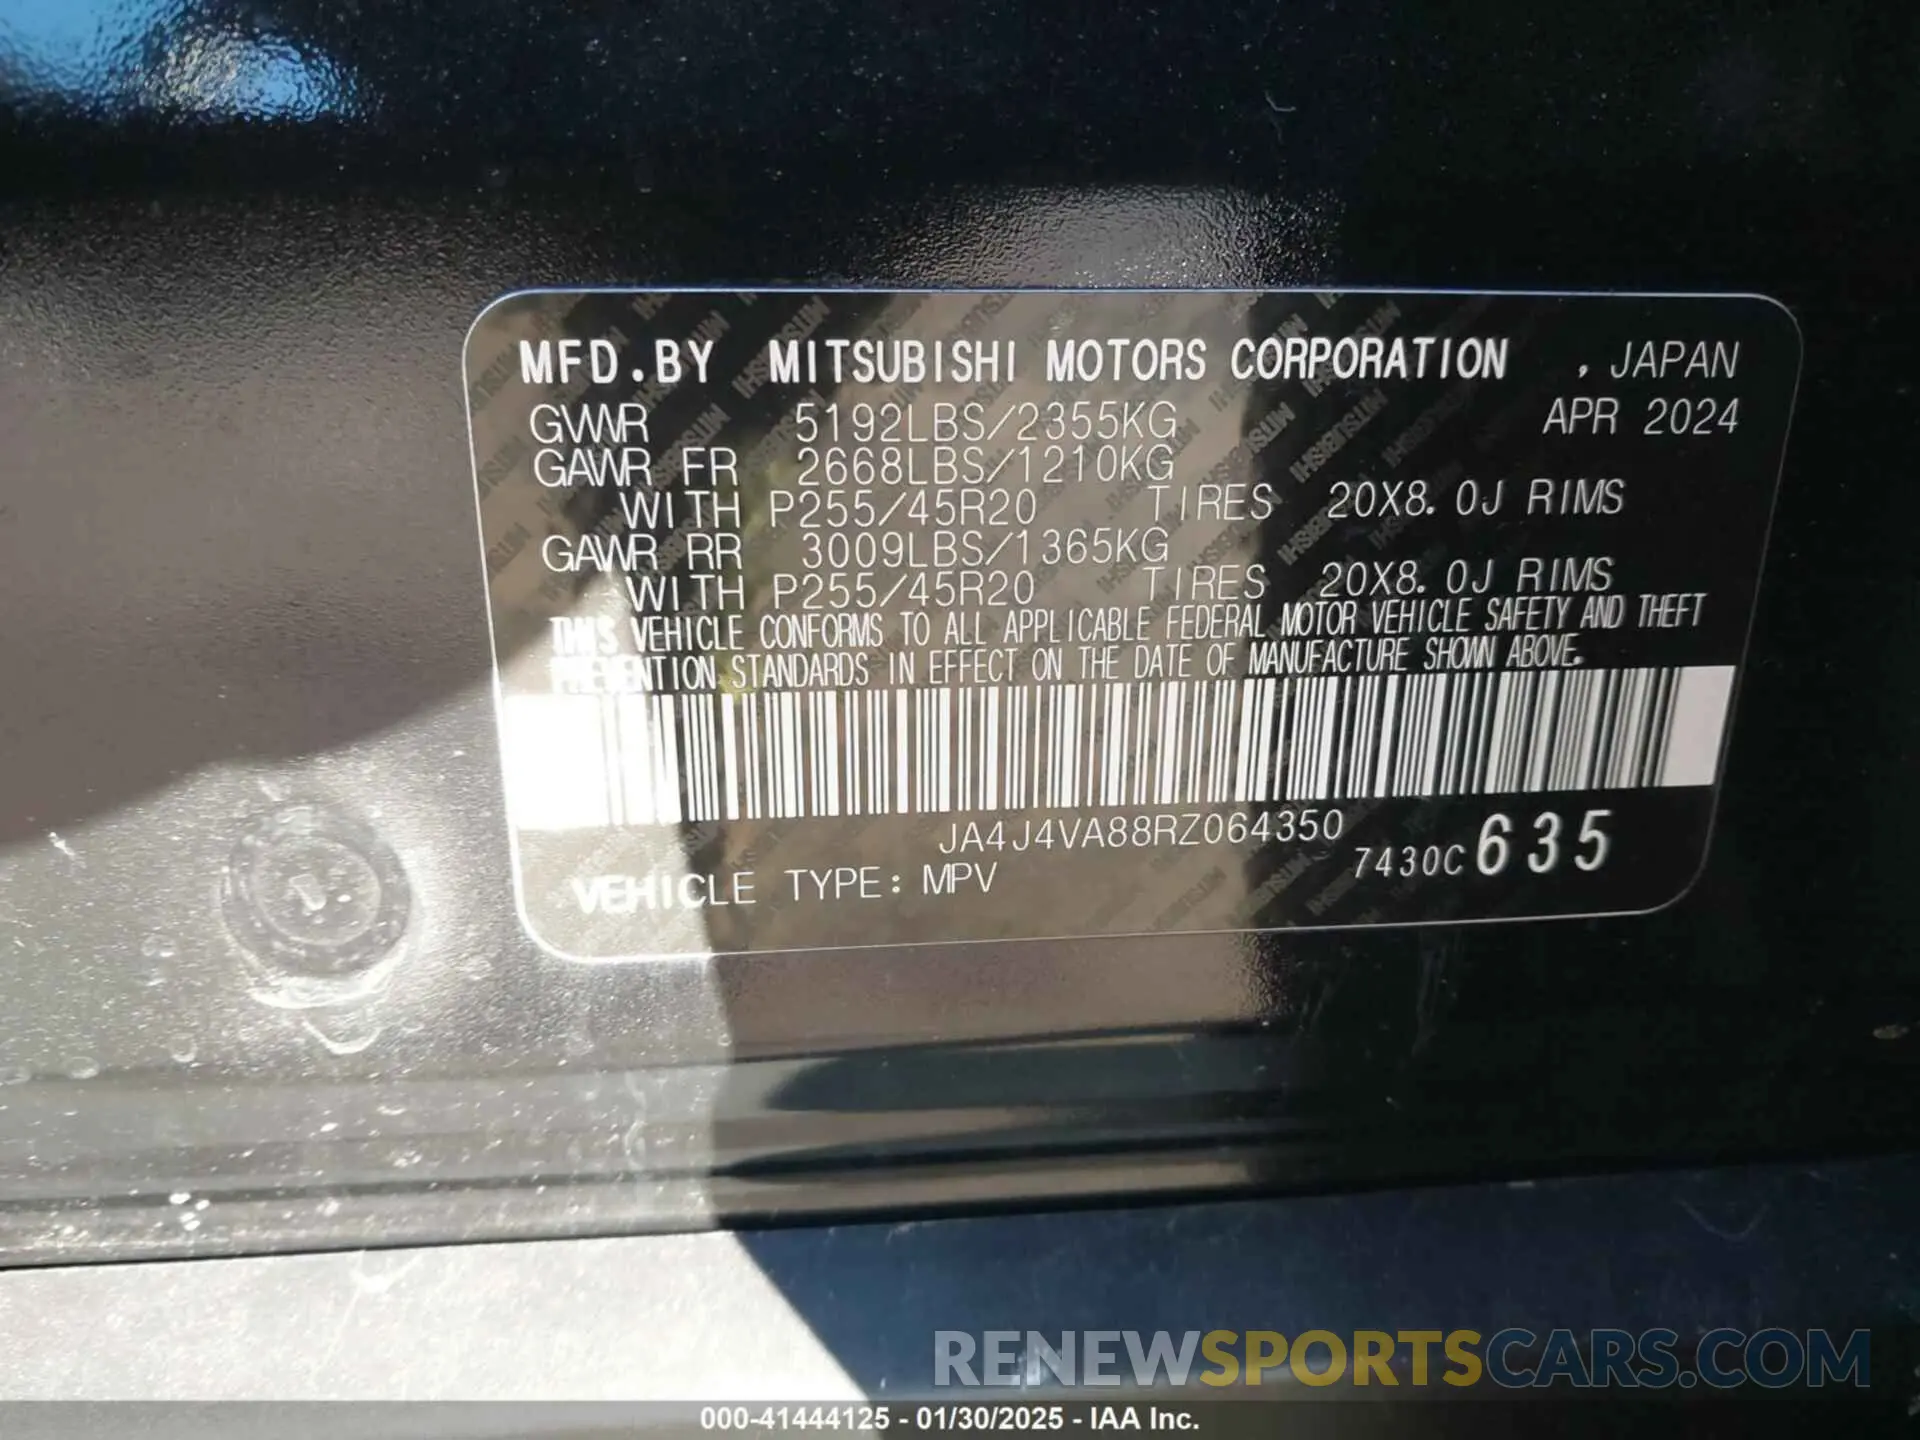 MFD.BY MITSUBISHI MOTORS CORPORATION , JAPAN
GVWR 5192LBS/2355KG APR 2024
GAWR FR 2668LBS/1210KG
WITH P255/45R20 TIRES 20X8.0J RIMS
GAWR RR 3009LBS/1365KG
WITH P255/45R20 TIRES 20X8.0J RIMS
THIS VEHICLE CONFORMS TO ALL APPLICABLE FEDERAL MOTOR VEHICLE SAFETY AND THEFT
PREVENTION STANDARDS IN EFFECT ON THE DATE OF MANUFACTURE SHOWN ABOVE.
JA4J4VA88RZ064350
7430C 635
VEHICLE TYPE: MPV
RENEWSPORTSCARS.COM
000-41444125 - 01/30/2025 - IAA Inc.